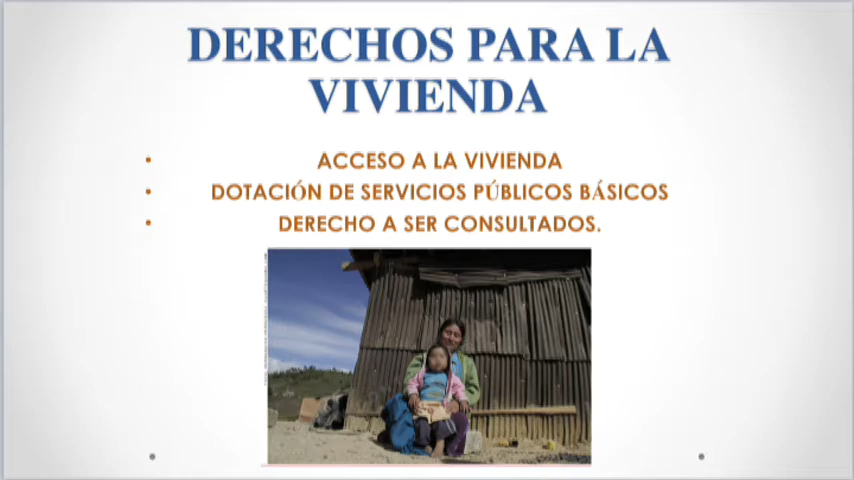 DERECHOS PARA LA
VIVIENDA
• ACCESO A LA VIVIENDA
• DOTACIÓN DE SERVICIOS PÚBLICOS BÁSICOS
• DERECHO A SER CONSULTADOS.